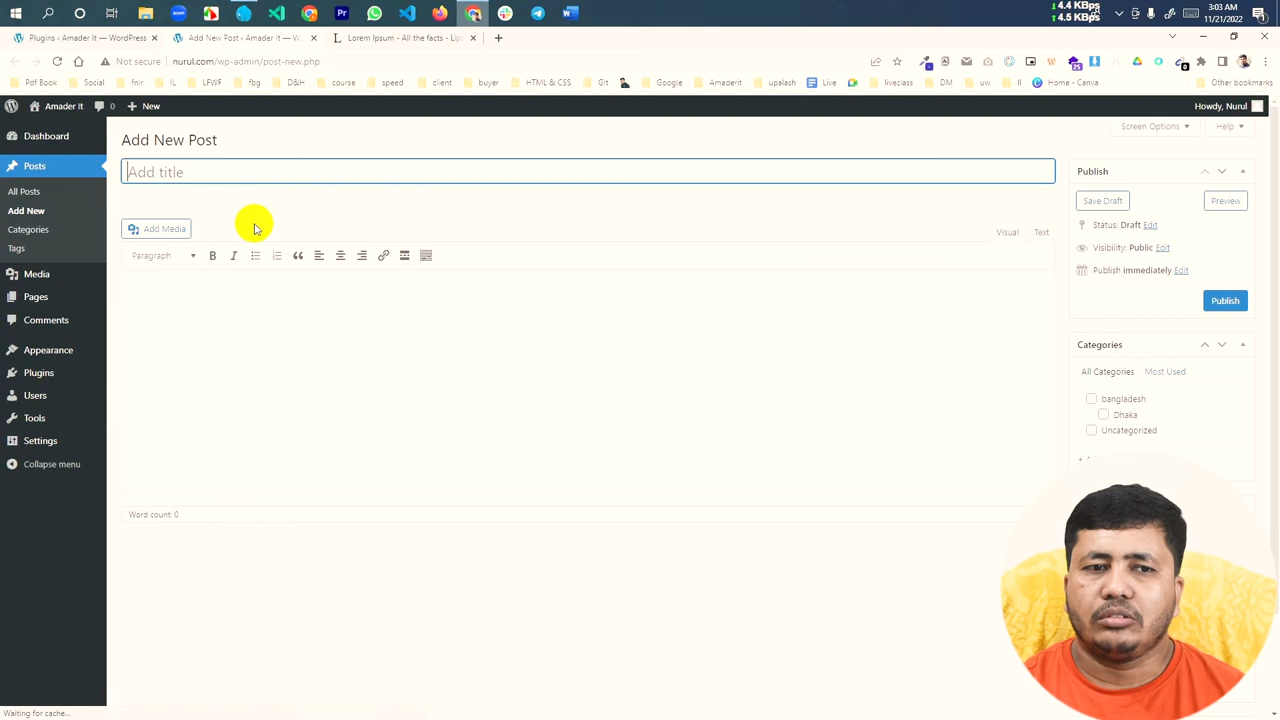 4.4 KBPS
4.5 KBPS
3:03 AM
11/21/2022
Plugins ‹ Amader It — WordPress
Add New Post ‹ Amader It — W
Lorem Ipsum - All the facts - Lip
Not secure
nurul.com/wp-admin/post-new.php
Pdf Book Social fnir IL LFWF fbg D&H course speed client buyer HTML & CSS Git Google Amaderit upalash Live liveclass DM uw II Home - Canva Other bookmarks
Amader It 0 New Howdy, Nurul
Screen Options Help
Dashboard
Posts
All Posts
Add New
Categories
Tags
Media
Pages
Comments
Appearance
Plugins
Users
Tools
Settings
Collapse menu
Add New Post
Add title
Add Media
Visual Text
Paragraph
Word count: 0
Publish
Save Draft Preview
Status: Draft Edit
Visibility: Public Edit
Publish immediately Edit
Publish
Categories
All Categories Most Used
bangladesh
Dhaka
Uncategorized
Waiting for cache...